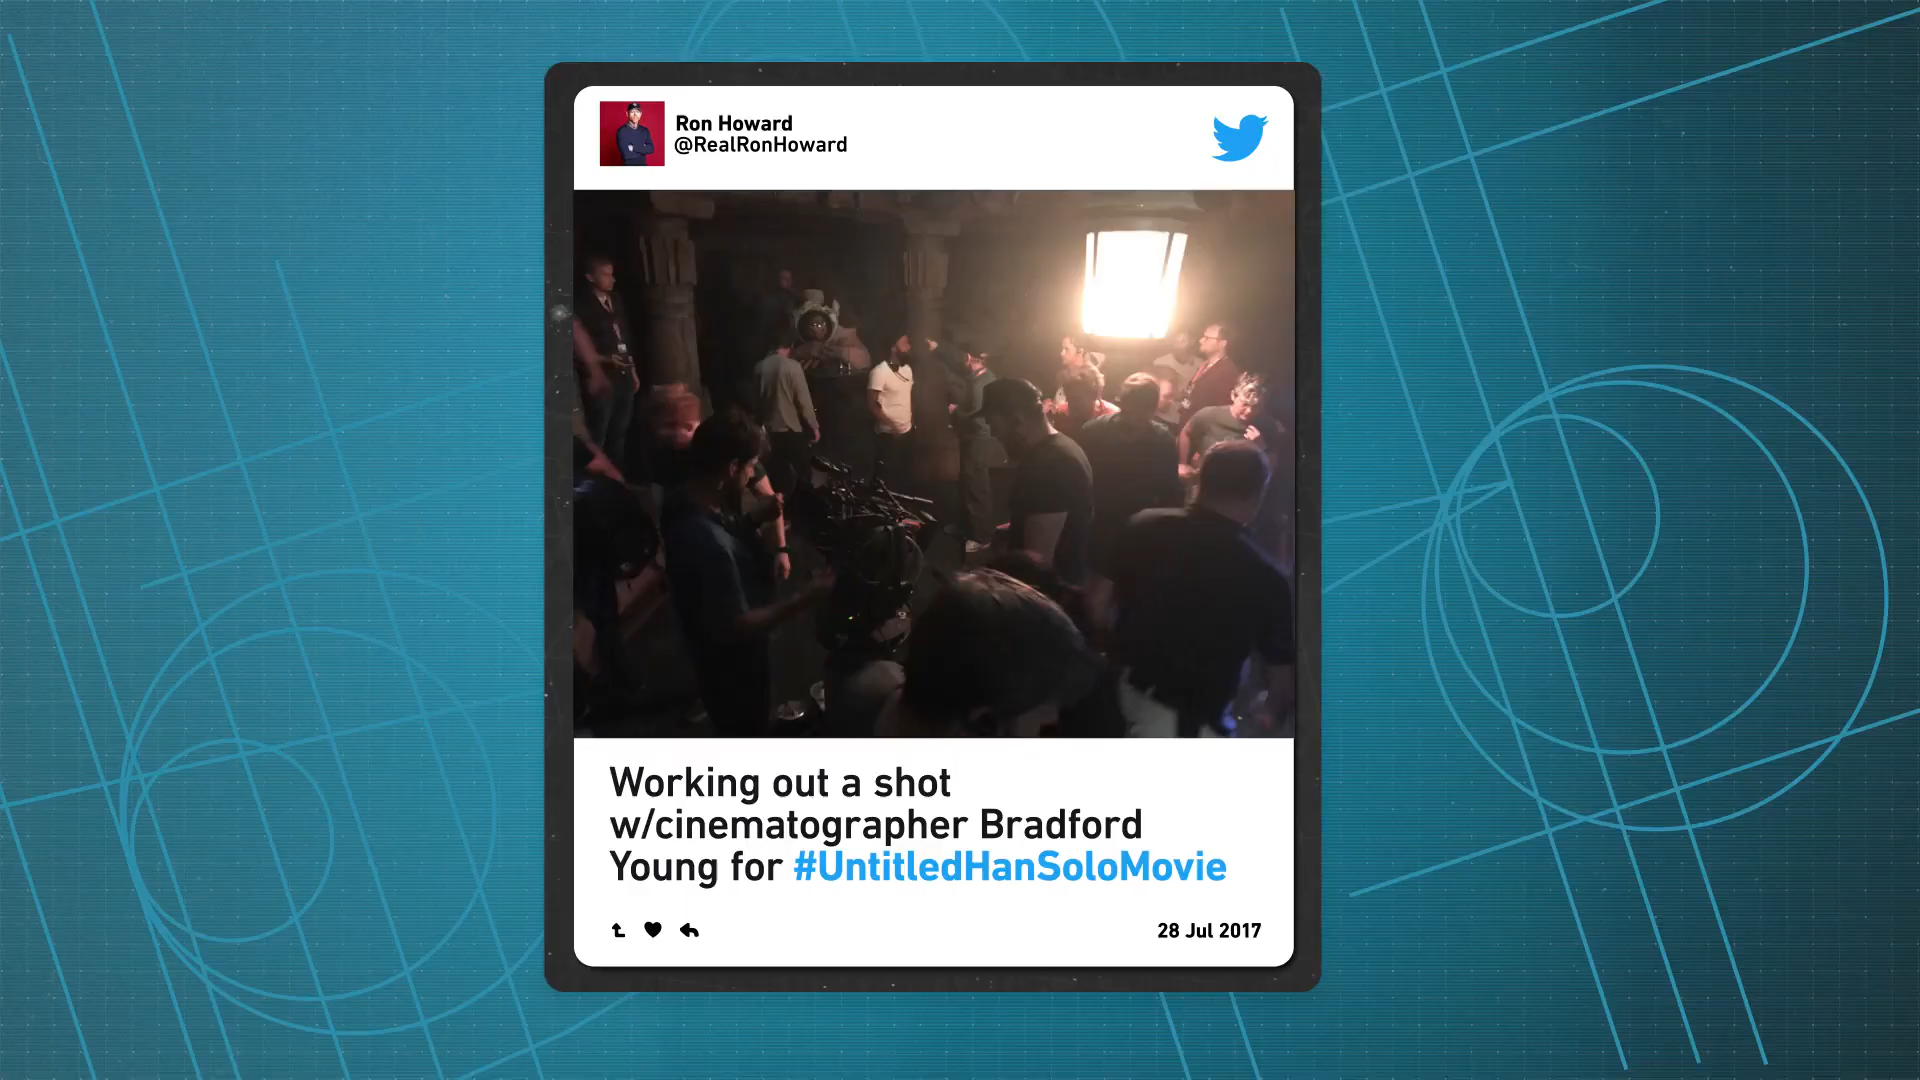 Ron Howard
@RealRonHoward
Working out a shot
w/cinematographer Bradford
Young for #UntitledHanSoloMovie
28 Jul 2017